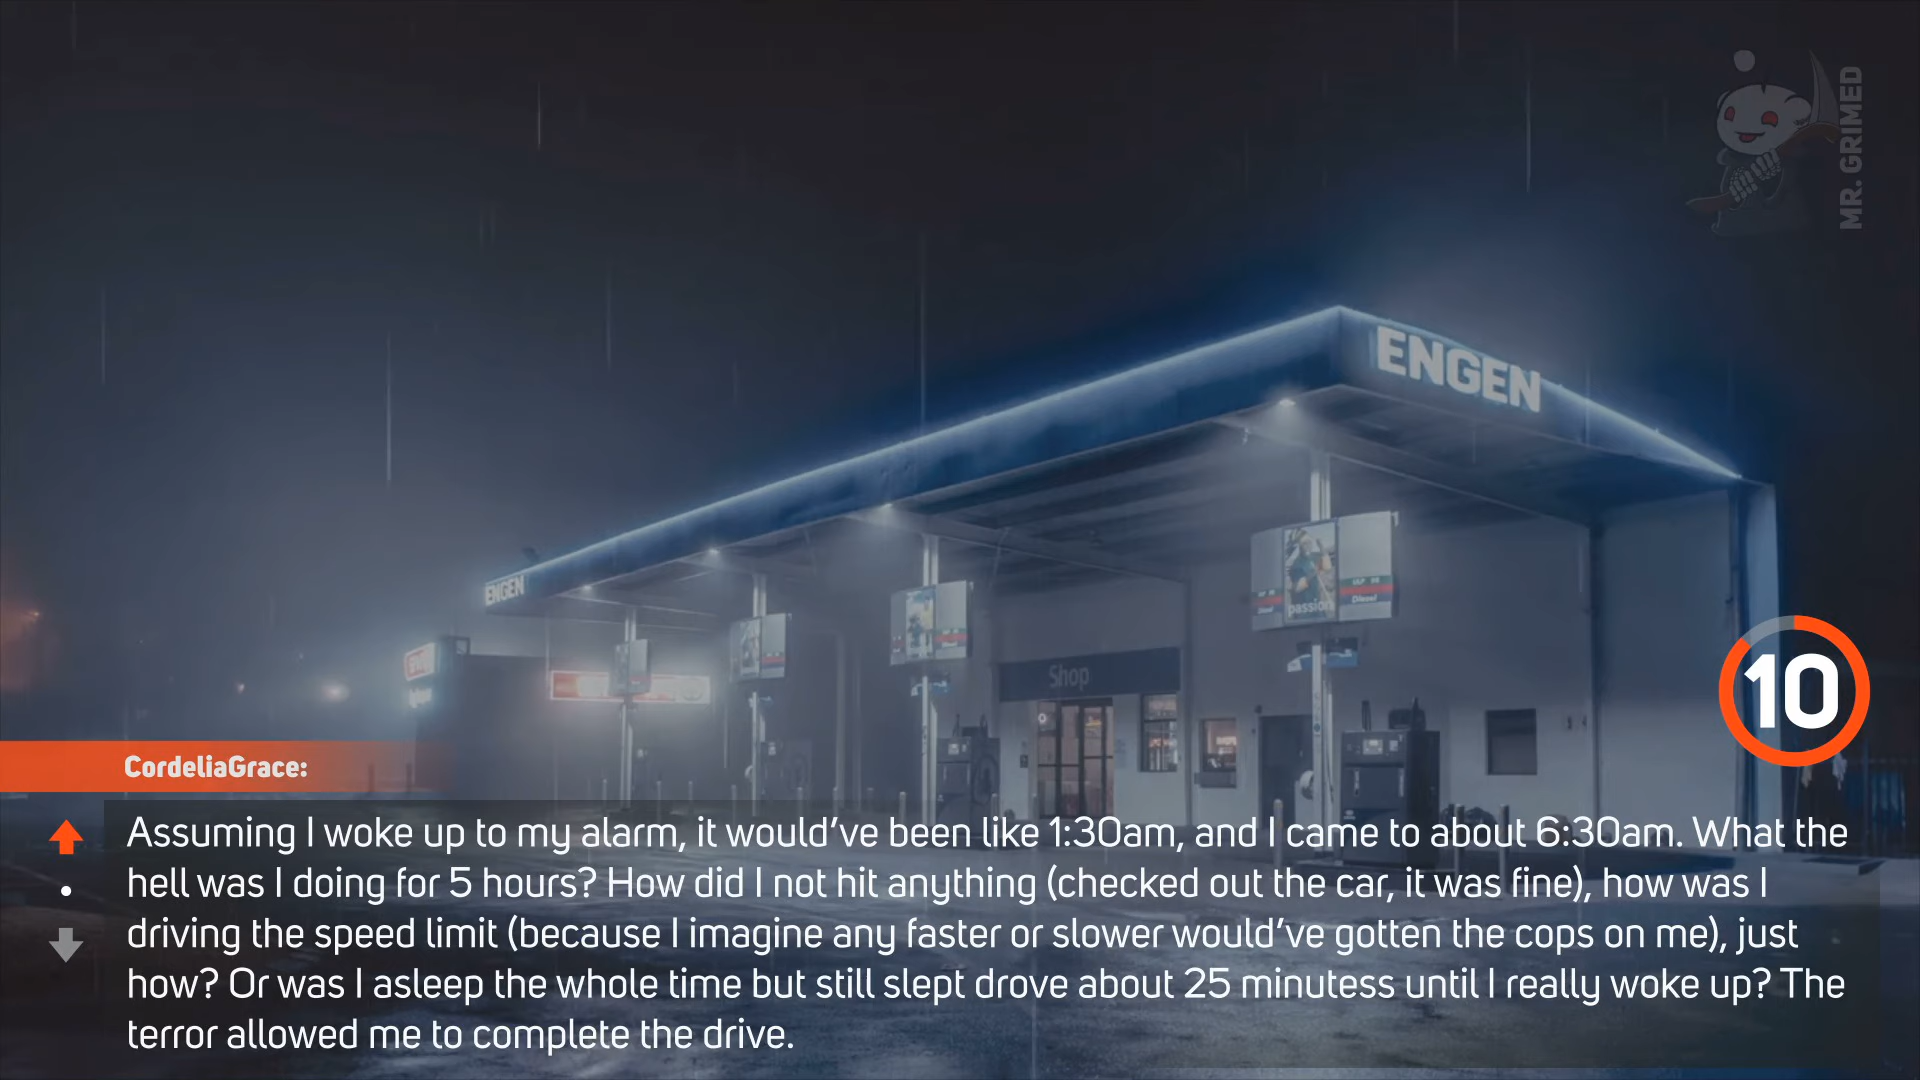 MR. GRIMED
ENGEN
ENGEN
passion
Diesel
Shop
10
CordeliaGrace:
Assuming I woke up to my alarm, it would've been like 1:30am, and I came to about 6:30am. What the
hell was I doing for 5 hours? How did I not hit anything (checked out the car, it was fine), how was I
driving the speed limit (because I imagine any faster or slower would've gotten the cops on me), just
how? Or was I asleep the whole time but still slept drove about 25 minutess until I really woke up? The
terror allowed me to complete the drive.